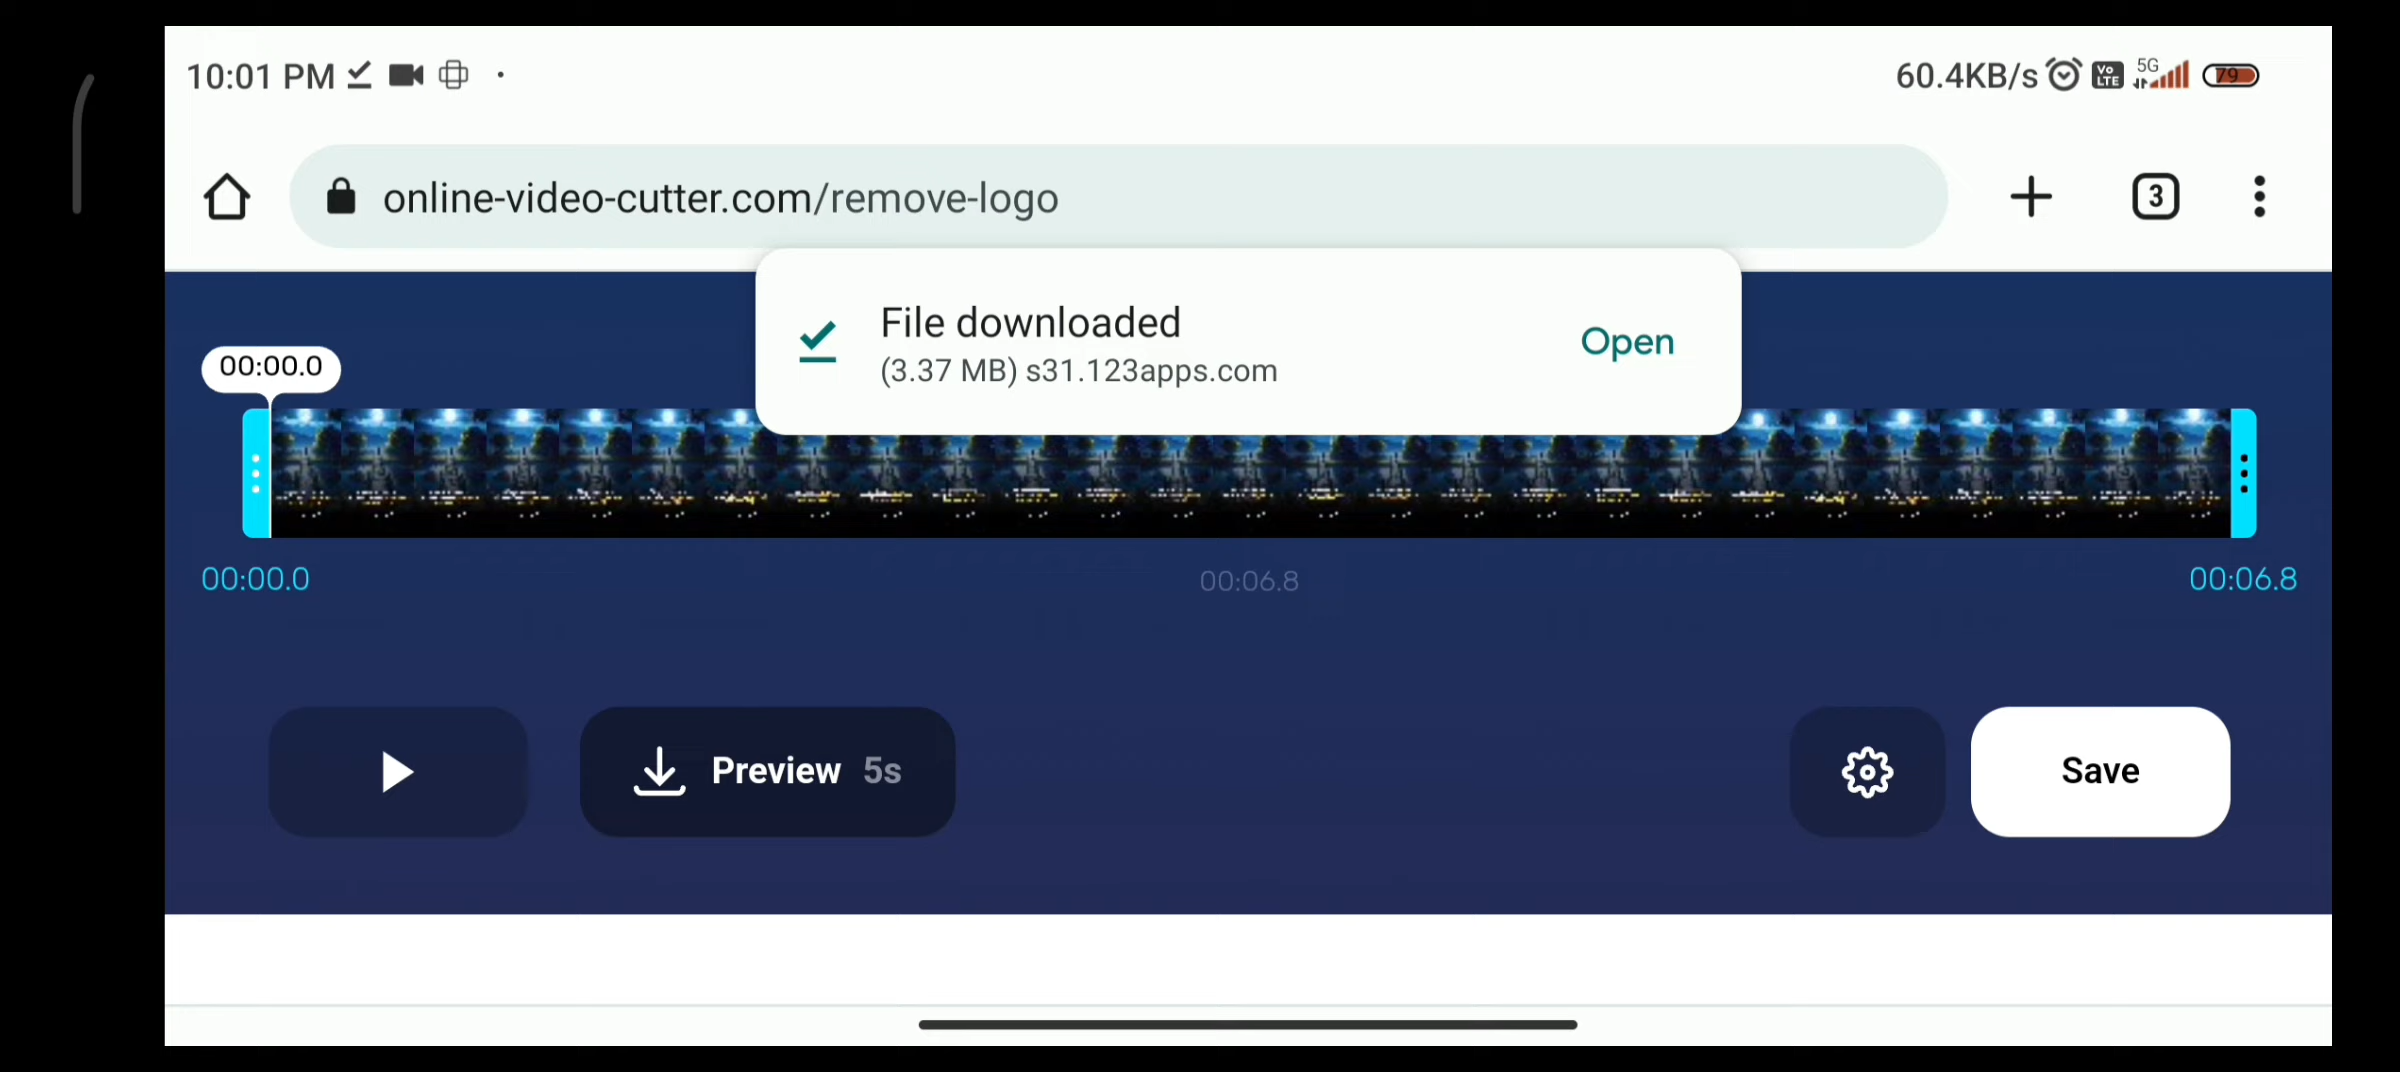 10:01 PM
60.4KB/s
Vo
LTE
5G
79
online-video-cutter.com/remove-logo
3
File downloaded
(3.37 MB) s31.123apps.com
Open
00:00.0
00:00.0
00:06.8
00:06.8
Preview 5s
Save